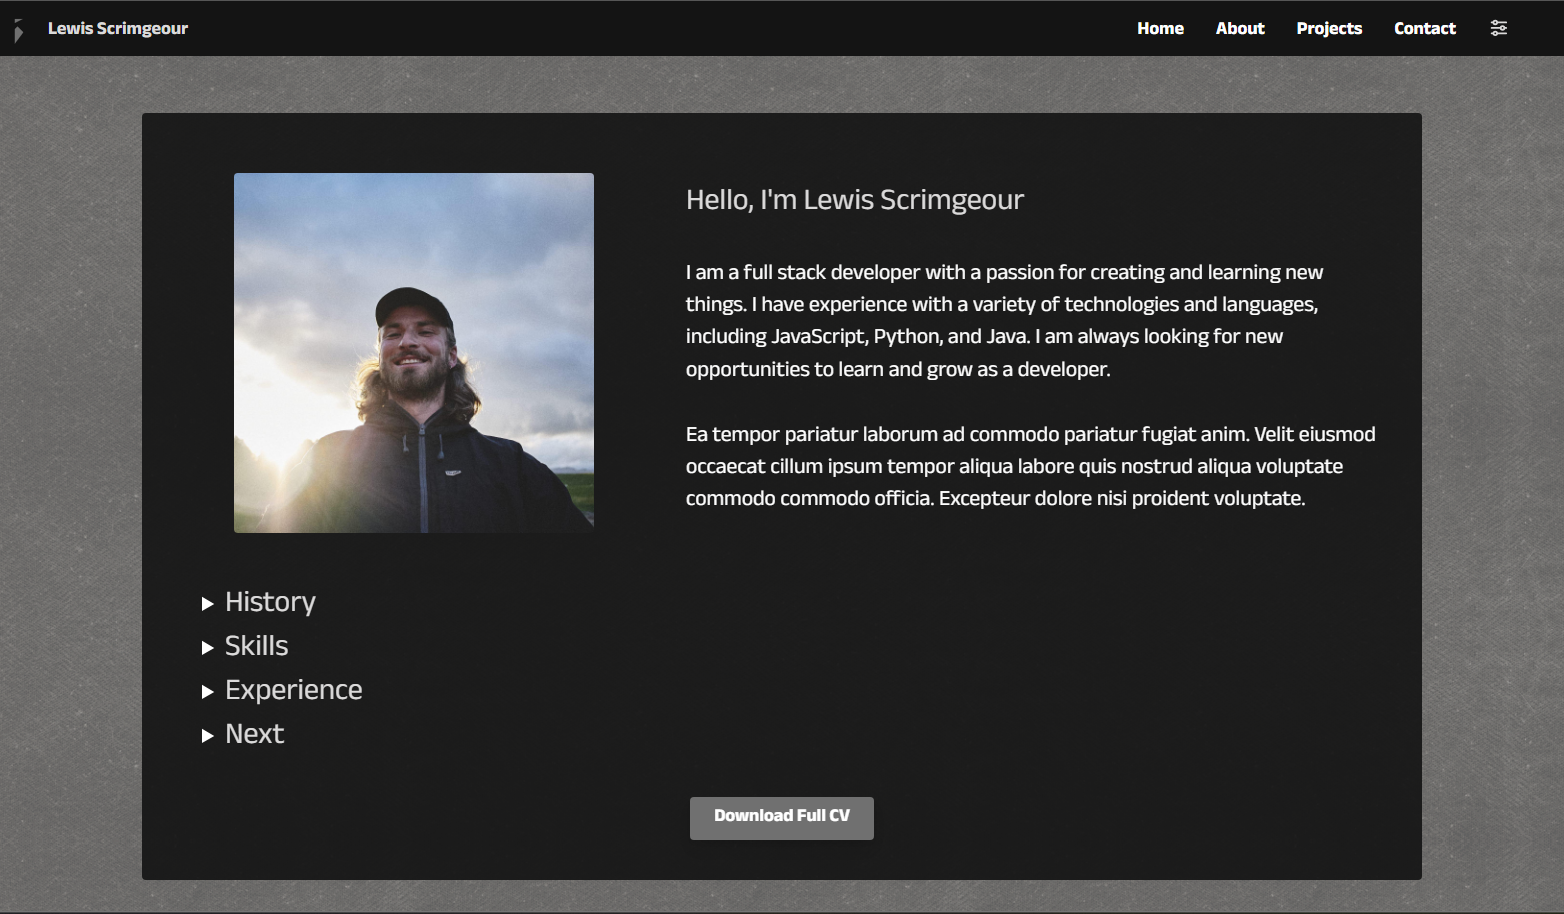 Lewis Scrimgeour
Home About Projects Contact
Hello, I'm Lewis Scrimgeour
I am a full stack developer with a passion for creating and learning new
things. I have experience with a variety of technologies and languages,
including JavaScript, Python, and Java. I am always looking for new
opportunities to learn and grow as a developer.
Ea tempor pariatur laborum ad commodo pariatur fugiat anim. Velit eiusmod
occaecat cillum ipsum tempor aliqua labore quis nostrud aliqua voluptate
commodo commodo officia. Excepteur dolore nisi proident voluptate.
History
Skills
Experience
Next
Download Full CV